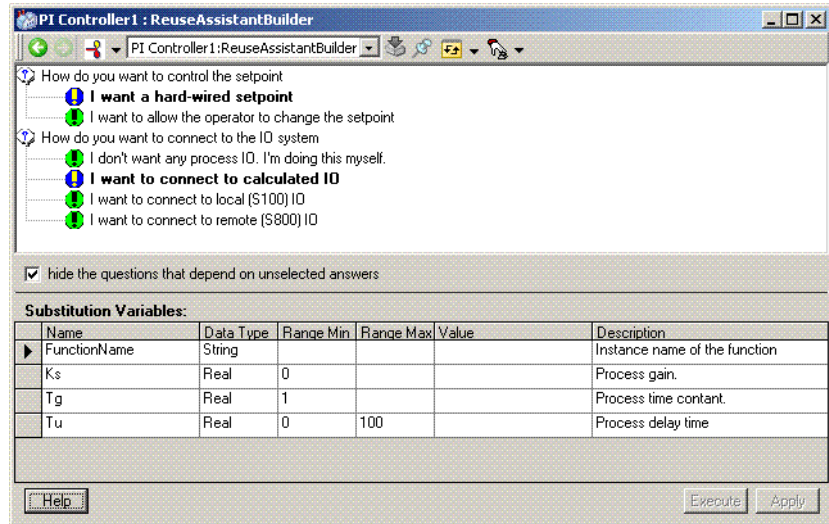 PI Controller1 : ReuseAssistantBuilder
PI Controller1:ReuseAssistantBuilder
How do you want to control the setpoint
I want a hard-wired setpoint
I want to allow the operator to change the setpoint
How do you want to connect to the IO system
I don't want any process IO. I'm doing this myself.
I want to connect to calculated IO
I want to connect to local (S100) IO
I want to connect to remote (S800) IO
hide the questions that depend on unselected answers
Substitution Variables:
Name Data Type Range Min Range Max Value Description
FunctionName String Instance name of the function
Ks Real 0 Process gain.
Tg Real 1 Process time contant.
Tu Real 0 100 Process delay time
Help Execute Apply